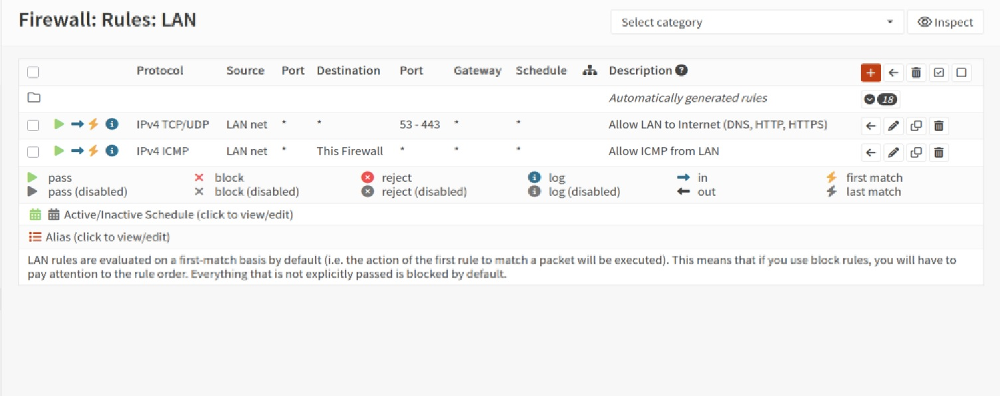 Firewall: Rules: LAN
Select category Inspect
Protocol Source Port Destination Port Gateway Schedule Description ?
Automatically generated rules 18
IPv4 TCP/UDP LAN net * * 53 - 443 * * Allow LAN to Internet (DNS, HTTP, HTTPS)
IPv4 ICMP LAN net * This Firewall * * * Allow ICMP from LAN
pass block reject log in first match
pass (disabled) block (disabled) reject (disabled) log (disabled) out last match
Active/Inactive Schedule (click to view/edit)
Alias (click to view/edit)
LAN rules are evaluated on a first-match basis by default (i.e. the action of the first rule to match a packet will be executed). This means that if you use block rules, you will have to
pay attention to the rule order. Everything that is not explicitly passed is blocked by default.